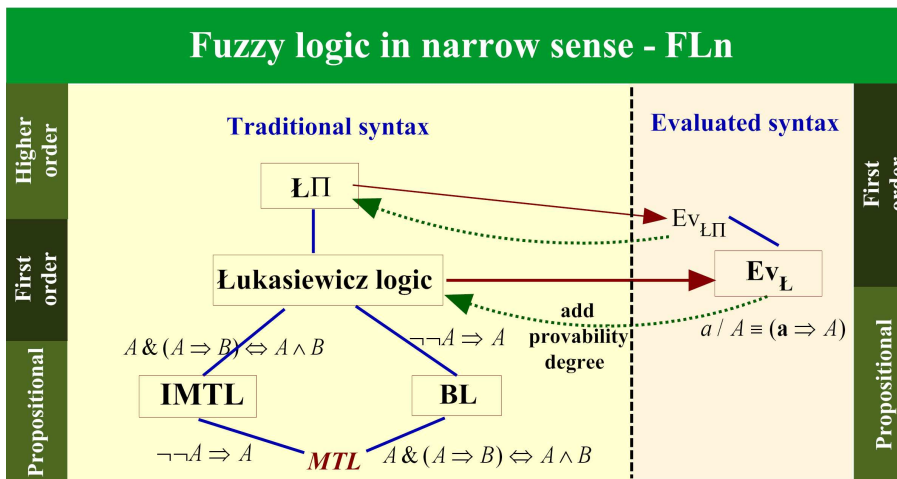 Fuzzy logic in narrow sense - FLn
Higher
order
First
order
Propositional
Traditional syntax
ŁΠ
Łukasiewicz logic
A & (A ⇒ B) ⇔ A ∧ B
¬¬A ⇒ A
IMTL
BL
¬¬A ⇒ A
MTL
A & (A ⇒ B) ⇔ A ∧ B
add
provability
degree
Evaluated syntax
Ev_ŁΠ
Ev_Ł
a / A ≡ (a ⇒ A)
First
order
Propositional